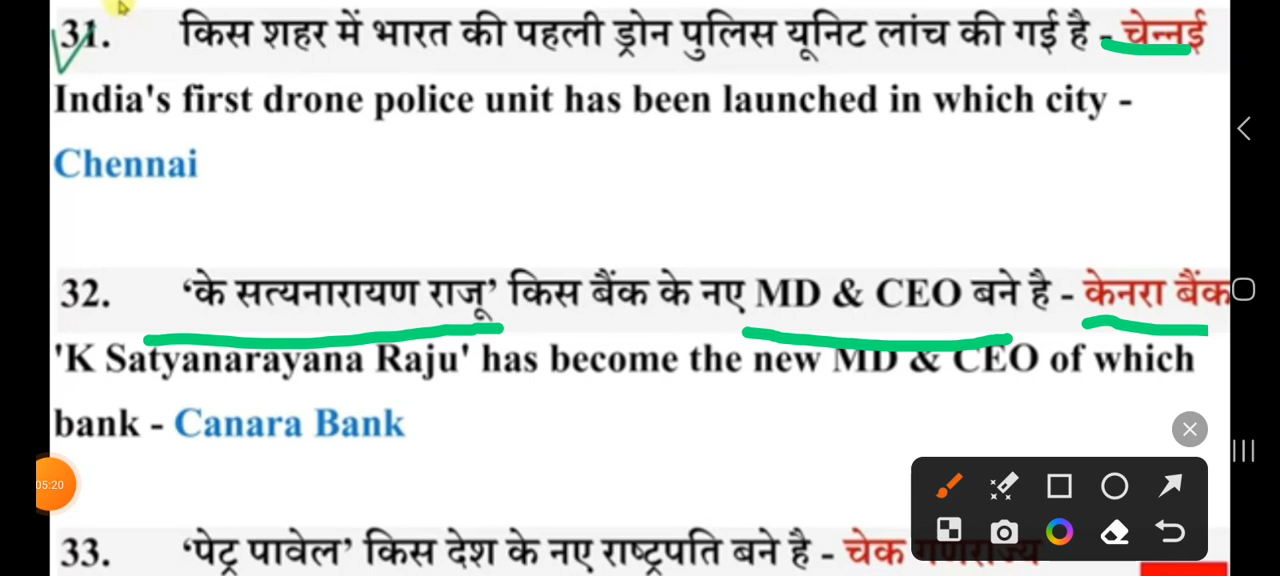 31. किस शहर में भारत की पहली ड्रोन पुलिस यूनिट लांच की गई है - चेन्नई
India's first drone police unit has been launched in which city -
Chennai
32. ‘के सत्यनारायण राजू’ किस बैंक के नए MD & CEO बने है - केनरा बैंक
'K Satyanarayana Raju' has become the new MD & CEO of which
bank - Canara Bank
05:20
33. ‘पेट्र पावेल’ किस देश के नए राष्ट्रपति बने है - चेक गणराज्य